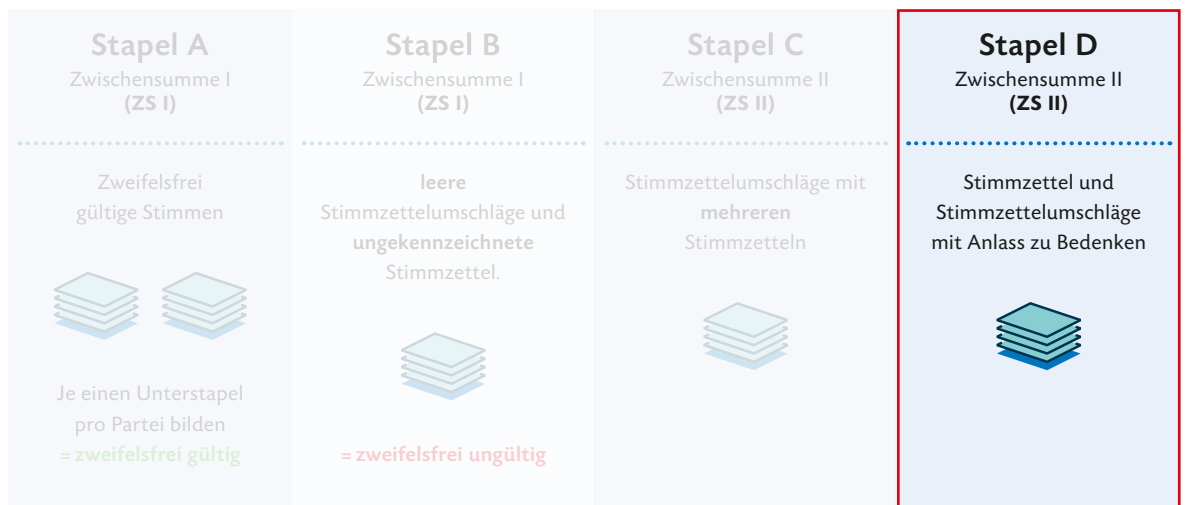 Stapel A
Zwischensumme I
(ZS I)
Zweifelsfrei
gültige Stimmen
Je einen Unterstapel
pro Partei bilden
= zweifelsfrei gültig
Stapel B
Zwischensumme I
(ZS I)
leere
Stimmzettelumschläge und
ungekennzeichnete
Stimmzettel.
= zweifelsfrei ungültig
Stapel C
Zwischensumme II
(ZS II)
Stimmzettelumschläge mit
mehreren
Stimmzetteln
Stapel D
Zwischensumme II
(ZS II)
Stimmzettel und
Stimmzettelumschläge
mit Anlass zu Bedenken